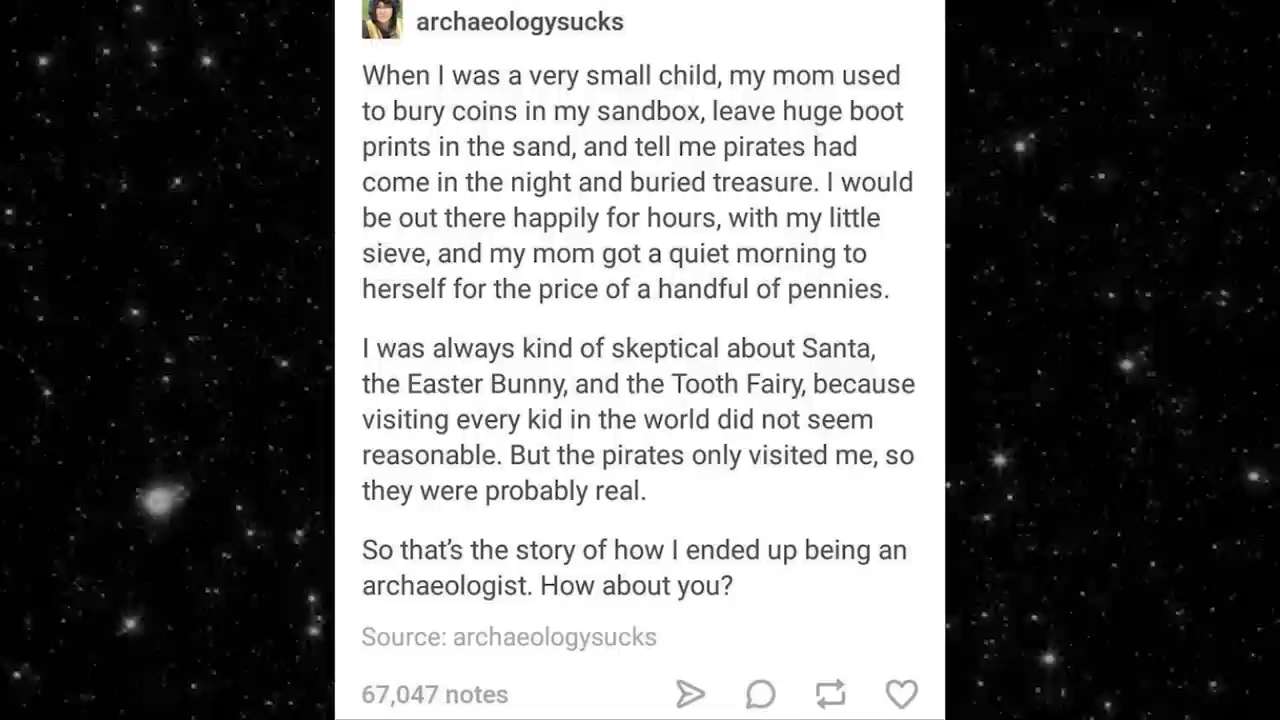 archaeologysucks
When I was a very small child, my mom used
to bury coins in my sandbox, leave huge boot
prints in the sand, and tell me pirates had
come in the night and buried treasure. I would
be out there happily for hours, with my little
sieve, and my mom got a quiet morning to
herself for the price of a handful of pennies.
I was always kind of skeptical about Santa,
the Easter Bunny, and the Tooth Fairy, because
visiting every kid in the world did not seem
reasonable. But the pirates only visited me, so
they were probably real.
So that's the story of how I ended up being an
archaeologist. How about you?
Source: archaeologysucks
67,047 notes